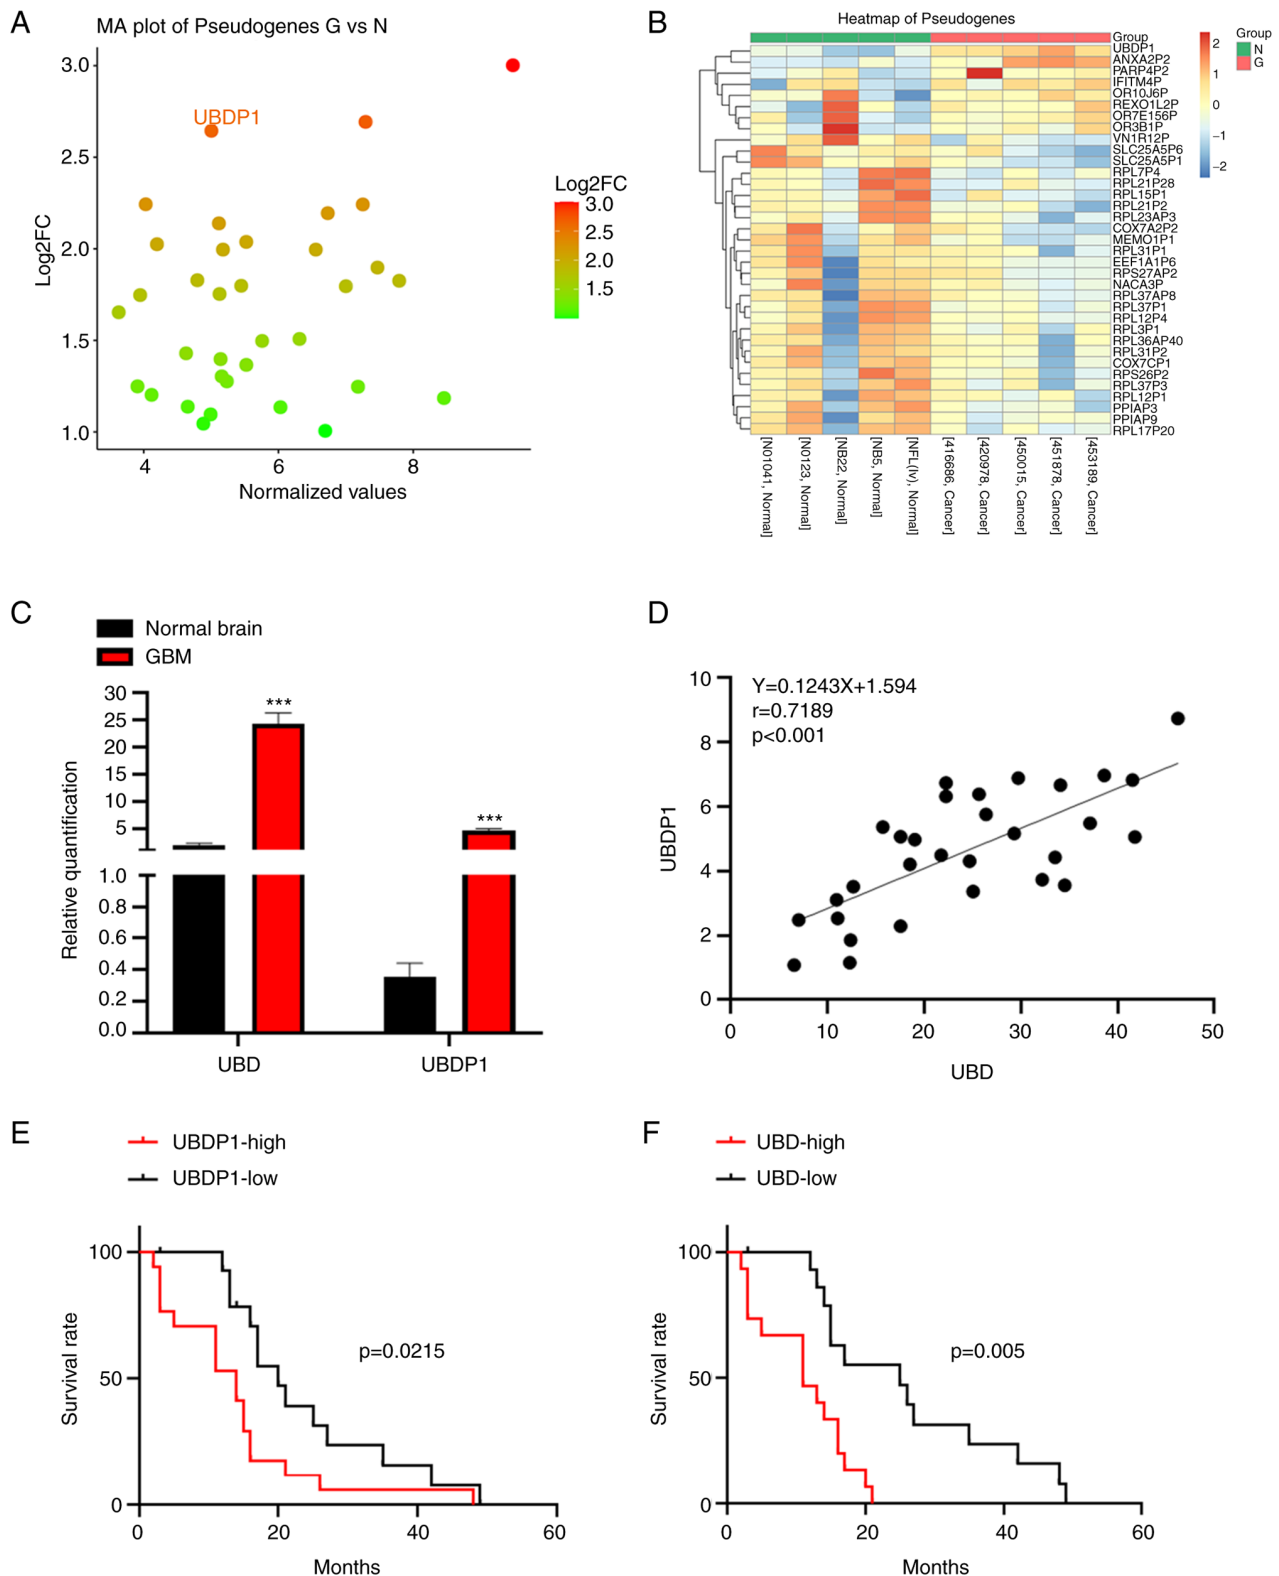 A
MA plot of Pseudogenes G vs N
3.0
2.5
2.0
1.5
1.0
Log2FC
UBDP1
4
6
8
Normalized values
Log2FC
3.0
2.5
2.0
1.5
B
Heatmap of Pseudogenes
Group
UBDP1
ANXA2P2
PARP4P2
IFITM4P
OR10J6P
REXO1L2P
OR7E156P
OR3B1P
VN1R12P
SLC25A5P6
SLC25A5P1
RPL7P4
RPL21P28
RPL15P1
RPL21P2
RPL23AP3
COX7A2P2
MEMO1P1
RPL31P1
EEF1A1P6
RPS27AP2
NACA3P
RPL37AP8
RPL37P1
RPL12P4
RPL3P1
RPL36AP40
RPL31P2
COX7CP1
RPS26P2
RPL37P3
RPL12P1
PPIAP3
PPIAP9
RPL17P20
2
1
0
−1
−2
Group
N
G
[N01041, Normal]
[N0123, Normal]
[NB22, Normal]
[NB5, Normal]
[NFL(lv), Normal]
[416686, Cancer]
[420978, Cancer]
[450015, Cancer]
[451878, Cancer]
[453189, Cancer]
C
Normal brain
GBM
Relative quantification
30
25
20
15
10
5
1.0
0.8
0.6
0.4
0.2
0.0
***
***
UBD
UBDP1
D
Y=0.1243X+1.594
r=0.7189
p<0.001
UBDP1
10
8
6
4
2
0
0
10
20
30
40
50
UBD
E
UBDP1-high
UBDP1-low
Survival rate
100
50
0
p=0.0215
0
20
40
60
Months
F
UBD-high
UBD-low
Survival rate
100
50
0
p=0.005
0
20
40
60
Months